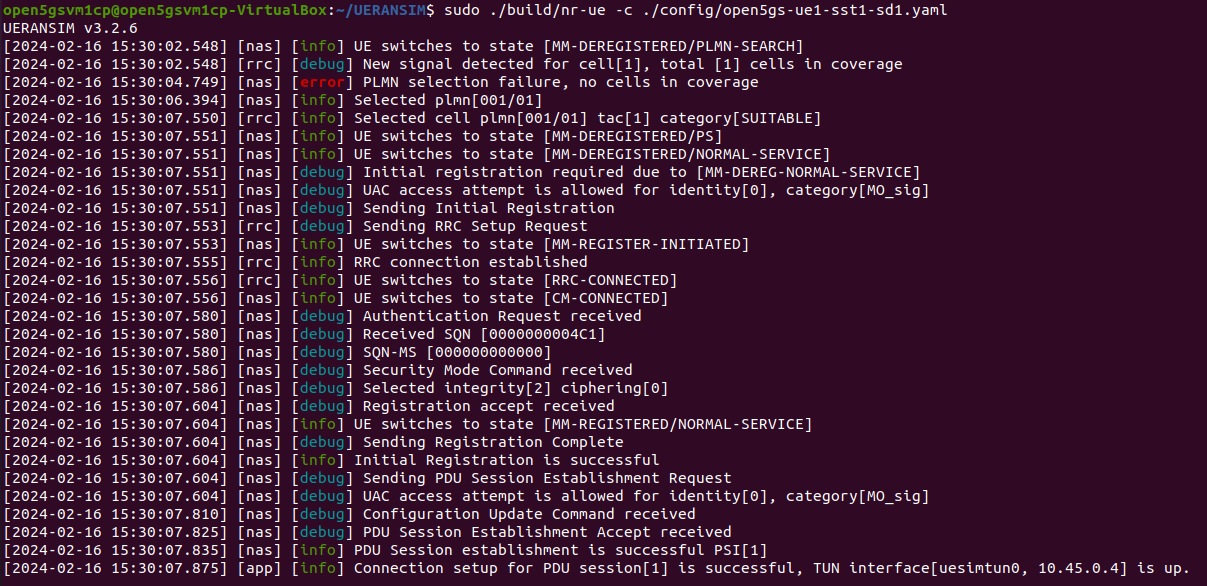 open5gsvm1cp@open5gsvm1cp-VirtualBox:~/UERANSIM$ sudo ./build/nr-ue -c ./config/open5gs-ue1-sst1-sd1.yaml
UERANSIM v3.2.6
[2024-02-16 15:30:02.548] [nas] [info] UE switches to state [MM-DEREGISTERED/PLMN-SEARCH]
[2024-02-16 15:30:02.548] [rrc] [debug] New signal detected for cell[1], total [1] cells in coverage
[2024-02-16 15:30:04.749] [nas] [error] PLMN selection failure, no cells in coverage
[2024-02-16 15:30:06.394] [nas] [info] Selected plmn[001/01]
[2024-02-16 15:30:07.550] [rrc] [info] Selected cell plmn[001/01] tac[1] category[SUITABLE]
[2024-02-16 15:30:07.551] [nas] [info] UE switches to state [MM-DEREGISTERED/PS]
[2024-02-16 15:30:07.551] [nas] [info] UE switches to state [MM-DEREGISTERED/NORMAL-SERVICE]
[2024-02-16 15:30:07.551] [nas] [debug] Initial registration required due to [MM-DEREG-NORMAL-SERVICE]
[2024-02-16 15:30:07.551] [nas] [debug] UAC access attempt is allowed for identity[0], category[MO_sig]
[2024-02-16 15:30:07.551] [nas] [debug] Sending Initial Registration
[2024-02-16 15:30:07.553] [rrc] [debug] Sending RRC Setup Request
[2024-02-16 15:30:07.553] [nas] [info] UE switches to state [MM-REGISTER-INITIATED]
[2024-02-16 15:30:07.555] [rrc] [info] RRC connection established
[2024-02-16 15:30:07.556] [rrc] [info] UE switches to state [RRC-CONNECTED]
[2024-02-16 15:30:07.556] [nas] [info] UE switches to state [CM-CONNECTED]
[2024-02-16 15:30:07.580] [nas] [debug] Authentication Request received
[2024-02-16 15:30:07.580] [nas] [debug] Received SQN [0000000004C1]
[2024-02-16 15:30:07.580] [nas] [debug] SQN-MS [000000000000]
[2024-02-16 15:30:07.586] [nas] [debug] Security Mode Command received
[2024-02-16 15:30:07.586] [nas] [debug] Selected integrity[2] ciphering[0]
[2024-02-16 15:30:07.604] [nas] [debug] Registration accept received
[2024-02-16 15:30:07.604] [nas] [info] UE switches to state [MM-REGISTERED/NORMAL-SERVICE]
[2024-02-16 15:30:07.604] [nas] [debug] Sending Registration Complete
[2024-02-16 15:30:07.604] [nas] [info] Initial Registration is successful
[2024-02-16 15:30:07.604] [nas] [debug] Sending PDU Session Establishment Request
[2024-02-16 15:30:07.604] [nas] [debug] UAC access attempt is allowed for identity[0], category[MO_sig]
[2024-02-16 15:30:07.810] [nas] [debug] Configuration Update Command received
[2024-02-16 15:30:07.825] [nas] [debug] PDU Session Establishment Accept received
[2024-02-16 15:30:07.835] [nas] [info] PDU Session establishment is successful PSI[1]
[2024-02-16 15:30:07.875] [app] [info] Connection setup for PDU session[1] is successful, TUN interface[uesimtun0, 10.45.0.4] is up.